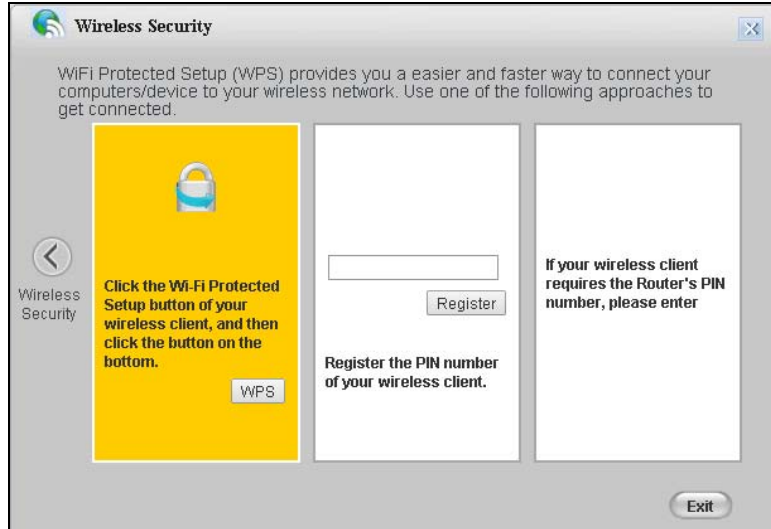 Wireless Security
WiFi Protected Setup (WPS) provides you a easier and faster way to connect your
computers/device to your wireless network. Use one of the following approaches to
get connected.
Wireless
Security
Click the Wi-Fi Protected
Setup button of your
wireless client, and then
click the button on the
bottom.
WPS
Register
Register the PIN number
of your wireless client.
If your wireless client
requires the Router's PIN
number, please enter
Exit